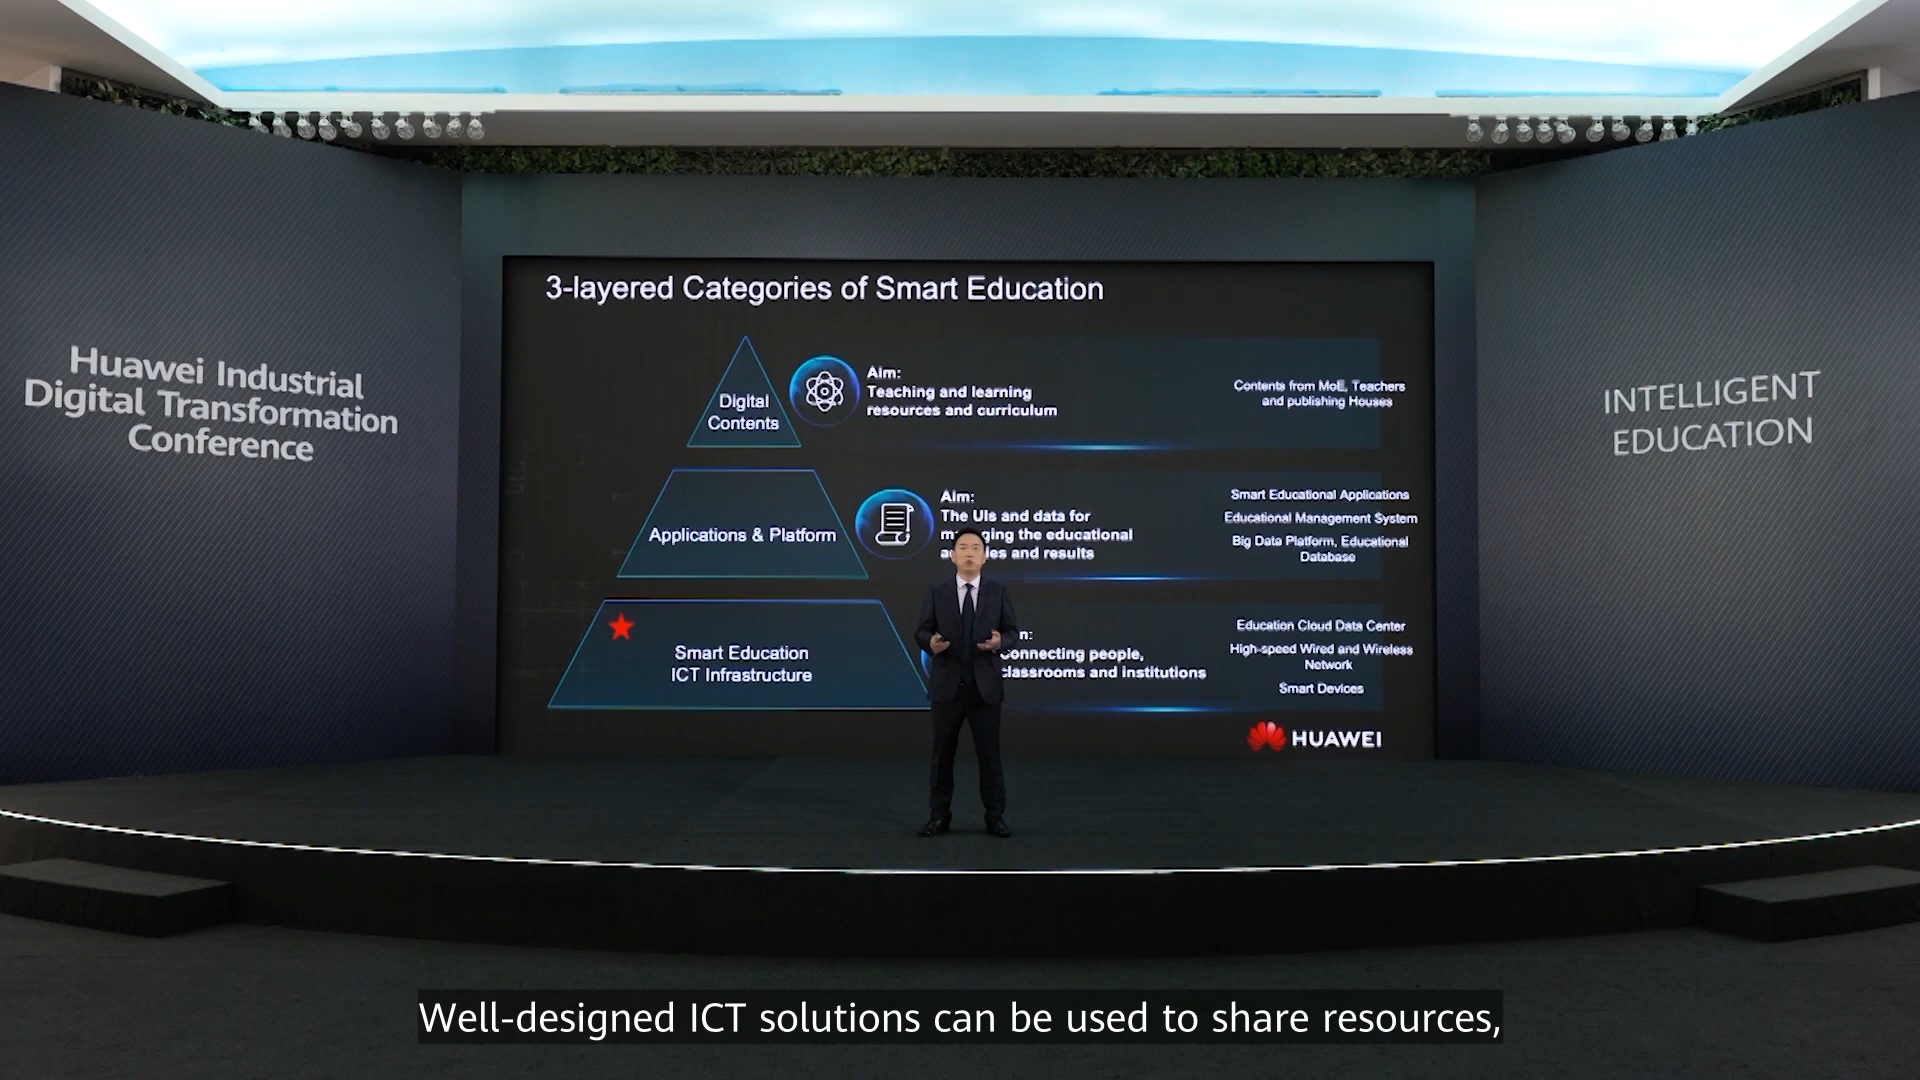 Huawei Industrial
Digital Transformation
Conference
3-layered Categories of Smart Education
Digital
Contents
Aim:
Teaching and learning
resources and curriculum
Contents from MoE, Teachers
and publishing Houses
Applications & Platform
Aim:
The UIs and data for
the educational
and results
Smart Educational Applications
Educational Management System
Big Data Platform, Educational
Database
Smart Education
ICT Infrastructure
Connecting people,
classrooms and institutions
Education Cloud Data Center
High-speed Wired and Wireless
Network
Smart Devices
HUAWEI
INTELLIGENT
EDUCATION
Well-designed ICT solutions can be used to share resources,